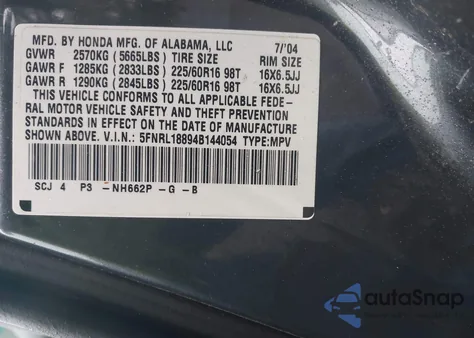 MFD. BY HONDA MFG. OF ALABAMA, LLC 7/'04
GVWR 2570KG (5665LBS) TIRE SIZE RIM SIZE
GAWR F 1285KG (2833LBS) 225/60R16 98T 16X6.5JJ
GAWR R 1290KG (2845LBS) 225/60R16 98T 16X6.5JJ
THIS VEHICLE CONFORMS TO ALL APPLICABLE FEDE-
RAL MOTOR VEHICLE SAFETY AND THEFT PREVENTION
STANDARDS IN EFFECT ON THE DATE OF MANUFACTURE
SHOWN ABOVE. V.I.N.: 5FNRL18894B144054 TYPE:MPV
SCJ 4 P3 -NH662P -G -B
autoSnap